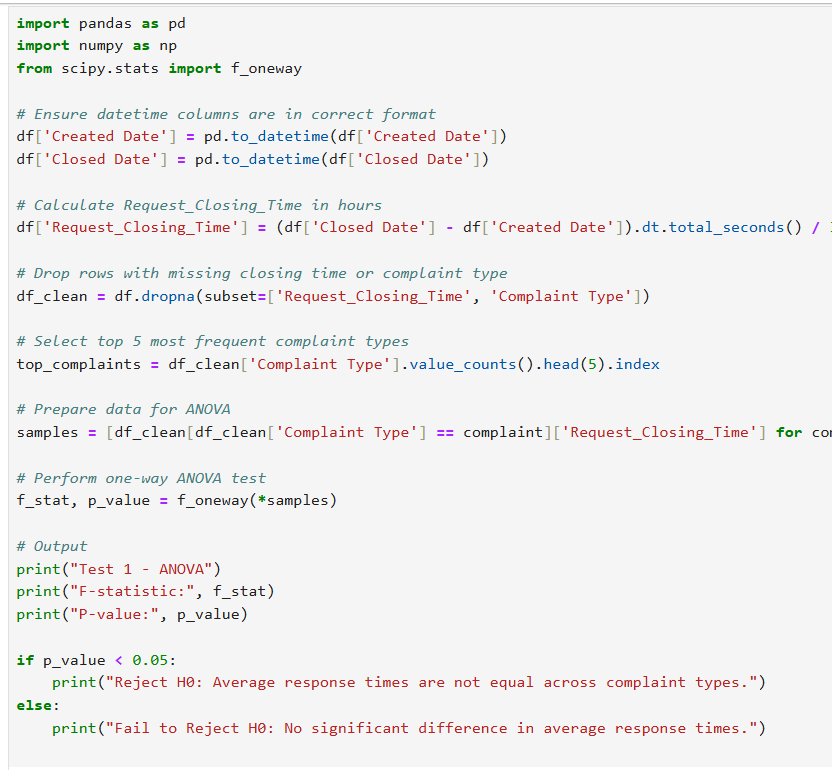 import pandas as pd
import numpy as np
from scipy.stats import f_oneway
# Ensure datetime columns are in correct format
df['Created Date'] = pd.to_datetime(df['Created Date'])
df['Closed Date'] = pd.to_datetime(df['Closed Date'])
# Calculate Request_Closing_Time in hours
df['Request_Closing_Time'] = (df['Closed Date'] - df['Created Date']).dt.total_seconds() /
# Drop rows with missing closing time or complaint type
df_clean = df.dropna(subset=['Request_Closing_Time', 'Complaint Type'])
# Select top 5 most frequent complaint types
top_complaints = df_clean['Complaint Type'].value_counts().head(5).index
# Prepare data for ANOVA
samples = [df_clean[df_clean['Complaint Type'] == complaint]['Request_Closing_Time'] for
# Perform one-way ANOVA test
f_stat, p_value = f_oneway(*samples)
# Output
print("Test 1 - ANOVA")
print("F-statistic:", f_stat)
print("P-value:", p_value)
if p_value < 0.05:
    print("Reject H0: Average response times are not equal across complaint types.")
else:
    print("Fail to Reject H0: No significant difference in average response times.")